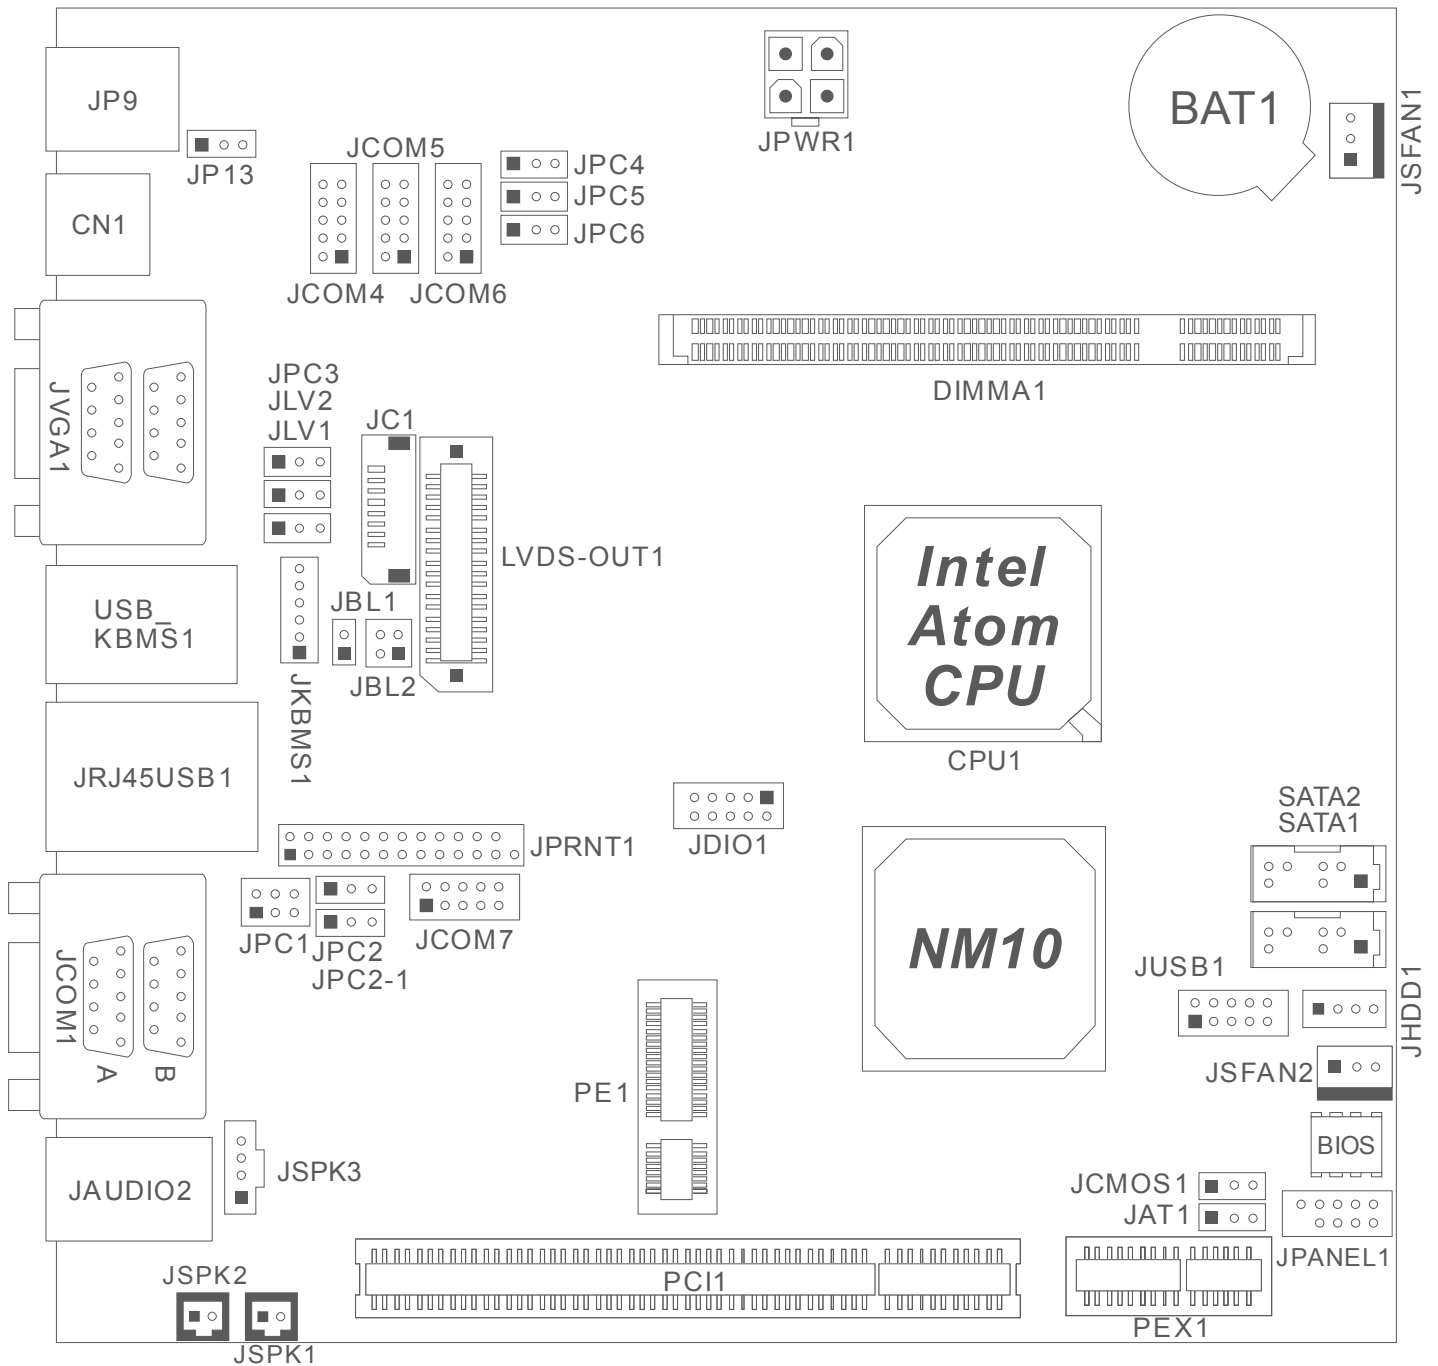 JP9
JP13
CN1
JCOM5
JCOM4
JCOM6
JPC4
JPC5
JPC6
JPWR1
BAT1
JSFAN1
DIMMA1
JVGA1
JPC3
JLV2
JLV1
JC1
LVDS-OUT1
USB_
KBMS1
JKBMS1
JBL1
JBL2
Intel
Atom
CPU
CPU1
JRJ45USB1
JPRNT1
JDIO1
SATA2
SATA1
JPC1
JPC2
JPC2-1
JCOM7
NM10
JCOM1
A
B
JUSB1
JHDD1
PE1
JSFAN2
BIOS
JAUDIO2
JSPK3
JCMOS1
JAT1
JPANEL1
JSPK2
JSPK1
PCI1
PEX1